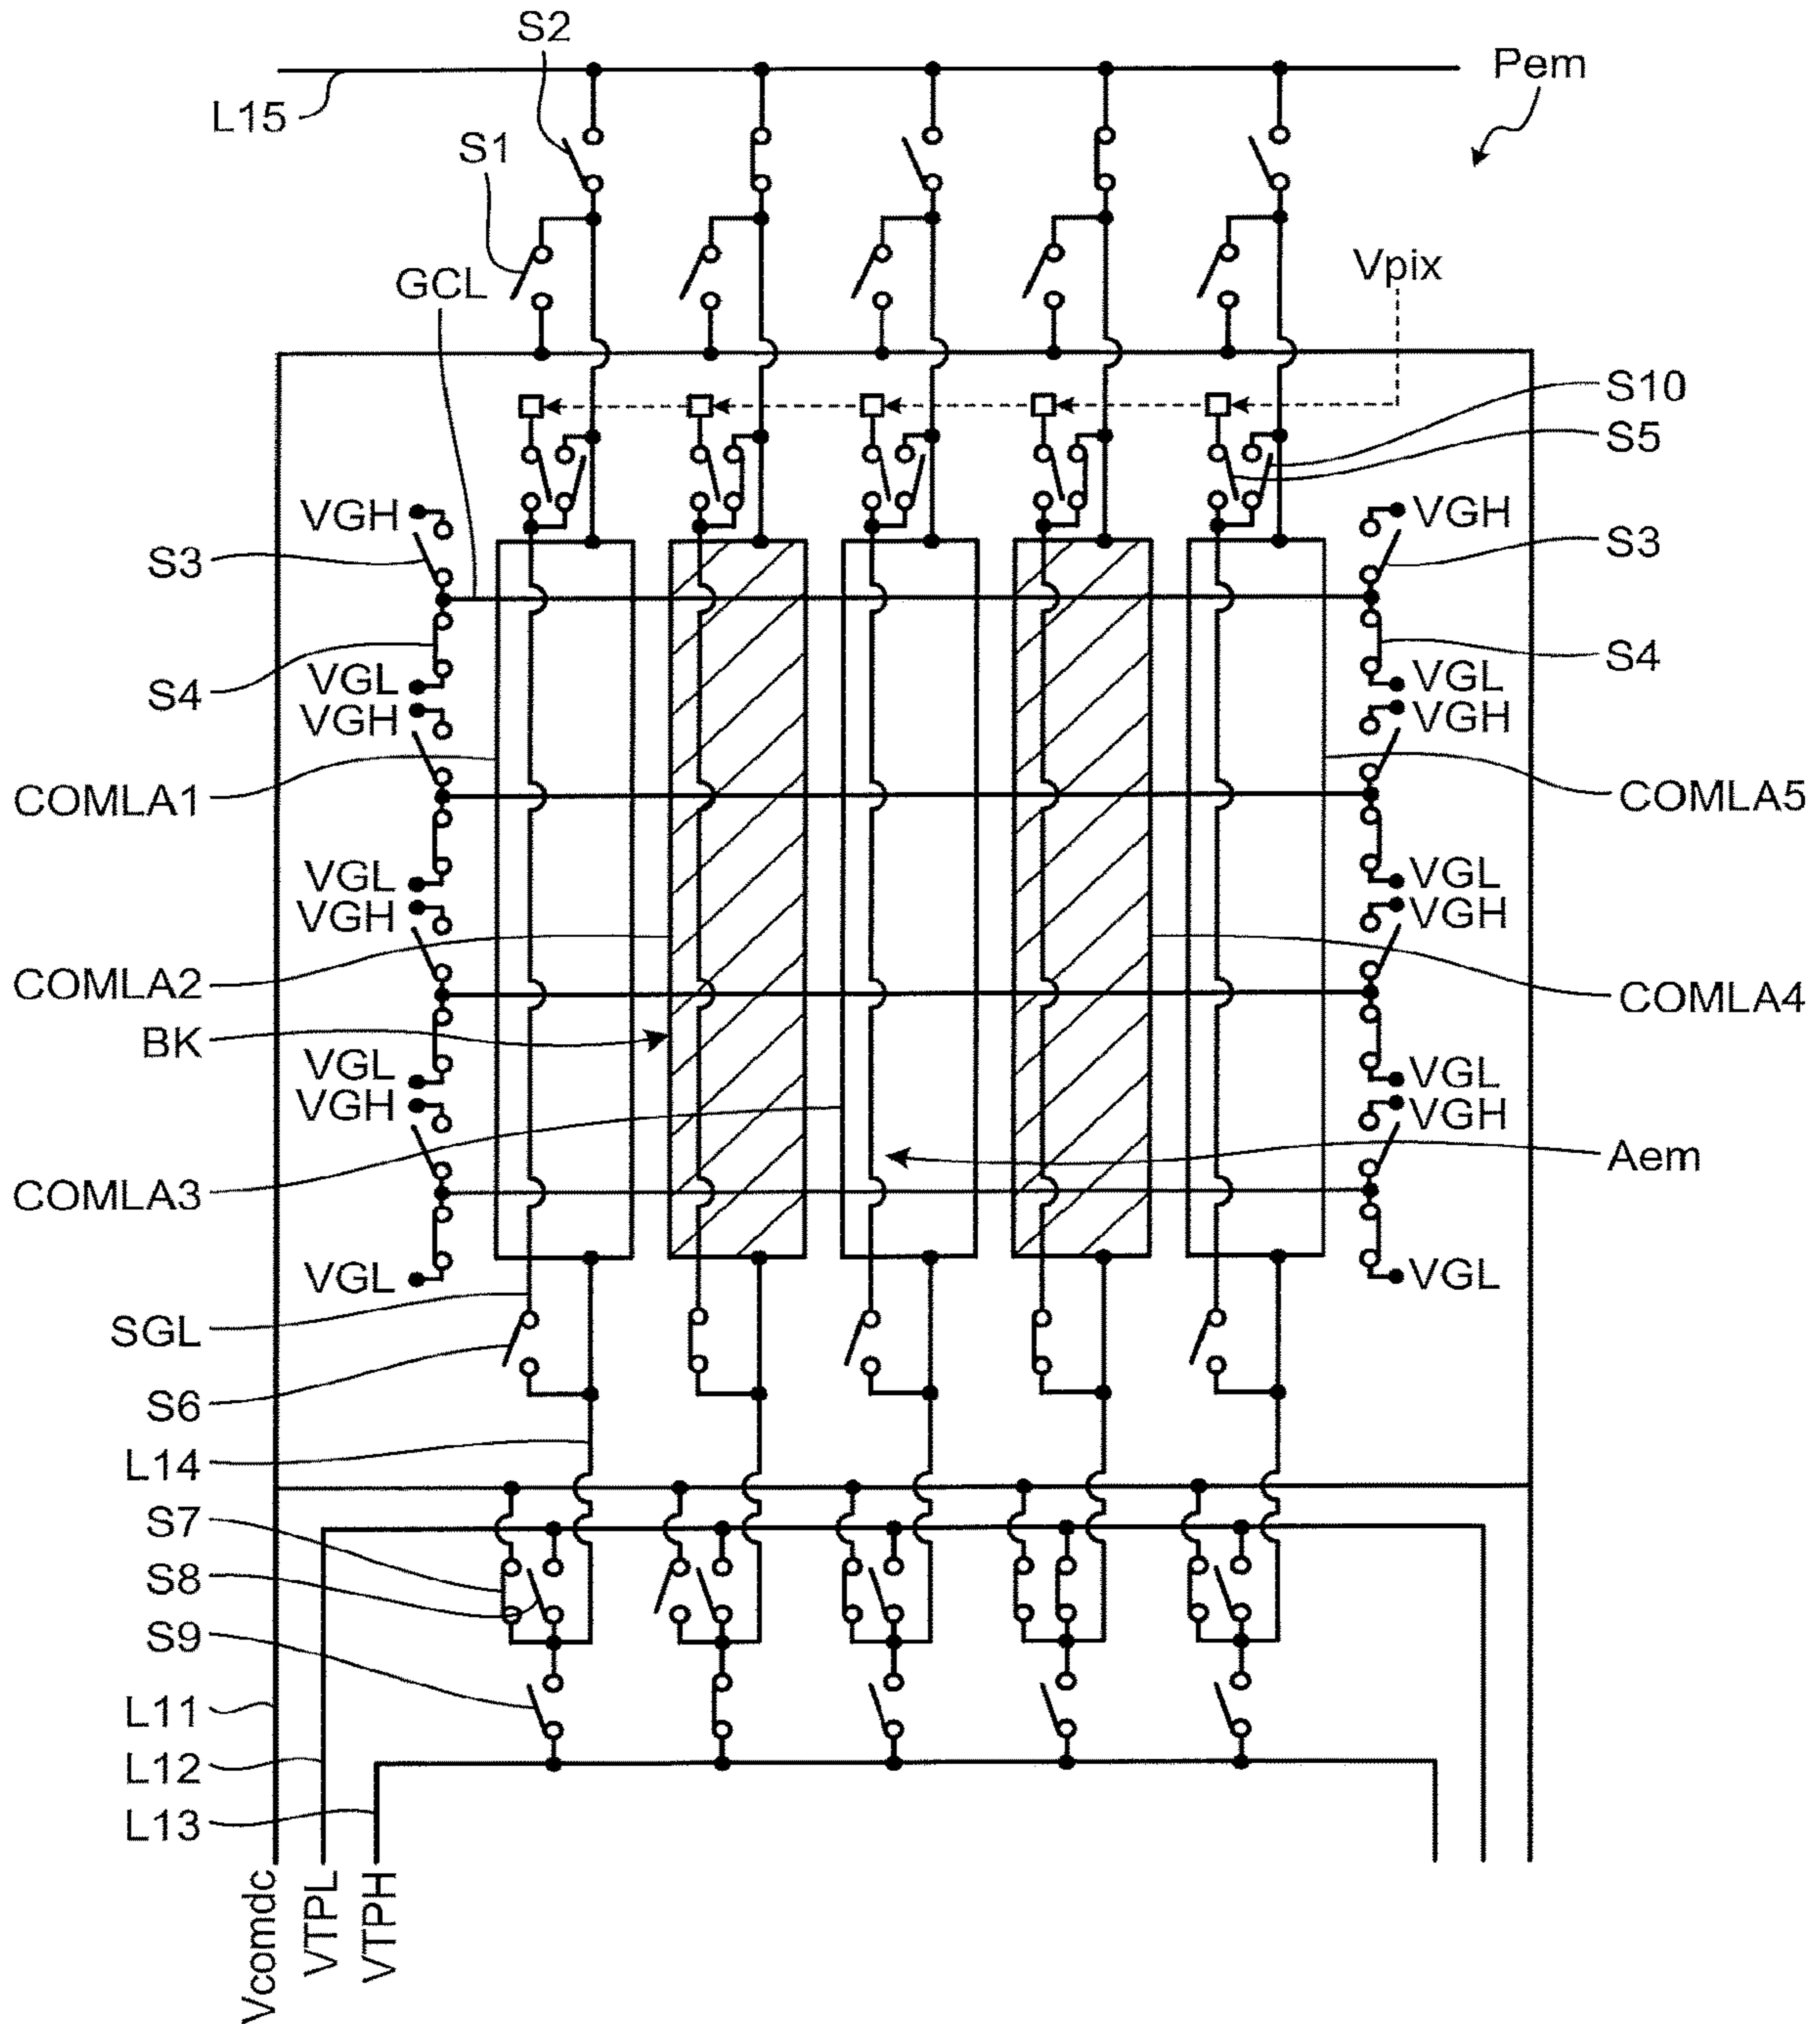 S2
Pem
L15
S1
GCL
Vpix
S10
S5
VGH
VGH
S3
S3
S4
S4
VGL
VGL
VGH
VGH
COMLA1
COMLA5
VGL
VGL
VGH
VGH
COMLA2
COMLA4
BK
VGL
VGL
VGH
VGH
Aem
COMLA3
VGL
VGL
SGL
S6
L14
S7
S8
S9
L11
L12
L13
Vcomdc
VTPL
VTPH